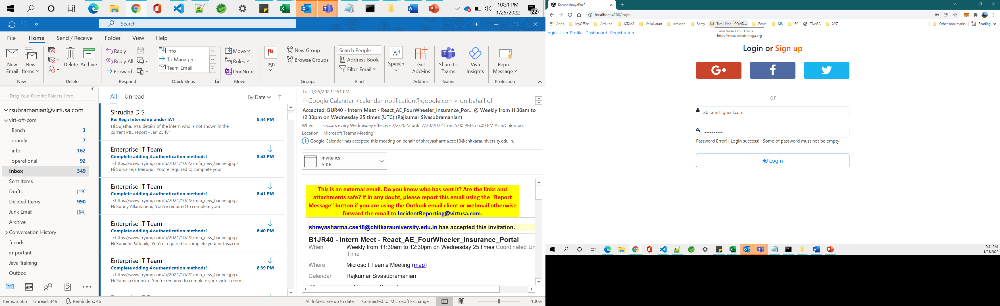 10:31 PM
1/25/2022
22
Search
File Home Send / Receive Folder View Help
New Email
New Items
New
Delete
Archive
Delete
Reply
Reply All
Forward
Respond
info
To Manager
Team Email
Quick Steps
Move
Rules
OneNote
Move
Tags
New Group
Browse Groups
Groups
Search People
Address Book
Filter Email
Find
Speech
Get Add-ins
Add-ins
Share to Teams
Teams
Viva Insights
Report Message
Protection
Drag Your Favorite Folders Here
rsubramanian@virtusa.com
virt-off-com
Bench 3
examly 7
info 162
operational 92
Inbox 349
Sent Items
Drafts [19]
Deleted Items 990
Junk Email [64]
Archive
Conversation History
friends
important
Java Training
Outbox
All Unread By Date
Shrudha D S
Re: Reg : Internship under IAT 8:44 PM
Hi Sujatha, PFB details of the intern who is not shown in the
current PBL report - Jan 25 fyr
Enterprise IT Team
Complete adding 4 authentication methods! 8:43 PM
<https://www.tryimg.com/u/2021/10/22/mfa_new_banner.jpg>
Hi Surya Teja Merugu, You're required to complete your
Enterprise IT Team
Complete adding 4 authentication methods! 8:41 PM
<https://www.tryimg.com/u/2021/10/22/mfa_new_banner.jpg>
Hi Sunny Allamaneni, You're required to complete your
Enterprise IT Team
Complete adding 4 authentication methods! 8:40 PM
<https://www.tryimg.com/u/2021/10/22/mfa_new_banner.jpg>
Hi Sunidhi Pattnaik, You're required to complete your virtusa.com
Enterprise IT Team
Complete adding 4 authentication methods! 8:39 PM
<https://www.tryimg.com/u/2021/10/22/mfa_new_banner.jpg>
Hi Sumaja Gurlinka, You're required to complete your virtusa.com
Tue 1/25/2022 2:51 PM
Google Calendar <calendar-notification@google.com> on behalf of
Accepted: B1JR40 - Intern Meet - React_AE_FourWheeler_Insurance_Por... @ Weekly from 11:30am to
12:30pm on Wednesday 25 times (UTC) (Rajkumar Sivasubramanian)
When Occurs every Wednesday effective 2/2/2022 until 7/20/2022 from 5:00 PM to 6:00 PM Asia/Colombo.
Location Microsoft Teams Meeting
Google Calendar has accepted this meeting on behalf of shreyasharma.cse18@chitkarauniversity.edu.in.
invite.ics
5 KB
This is an external email. Do you know who has sent it? Are the links and
attachments safe? If in any doubt, please report this email using the "Report
Message" button if you are using the Outlook email client or webmail otherwise
forward the email to IncidentReporting@virtusa.com.
shreyasharma.cse18@chitkarauniversity.edu.in has accepted this invitation.
B1JR40 - Intern Meet - React_AE_FourWheeler_Insurance_Portal
When Weekly from 11:30am to 12:30pm on Wednesday 25 times Coordinated Un
Time
Where Microsoft Teams Meeting (map)
Calendar Rajkumar Sivasubramanian
Items: 3,666 Unread: 349 Reminders: 46 All folders are up to date. Connected to: Microsoft Exchange 100%
KarunashrayaPoc2
localhost:4200/login
Apps MyOffice Arduino ICDMS Vellaikaran desktop Samy Tamil Nadu COVID... React MS BC TNeGA XYZ Other bookmarks Reading list
Tamil Nadu COVID Beds
https://tncovidbeds.tnega.org
Login User Profile Dashboard Registration
Login or Sign up
G+ f
or
abirami@gmail.com
••••••••••
Password Error! | Login success! | Some of password must not be empty!
Login
10:31 PM
1/25/2022